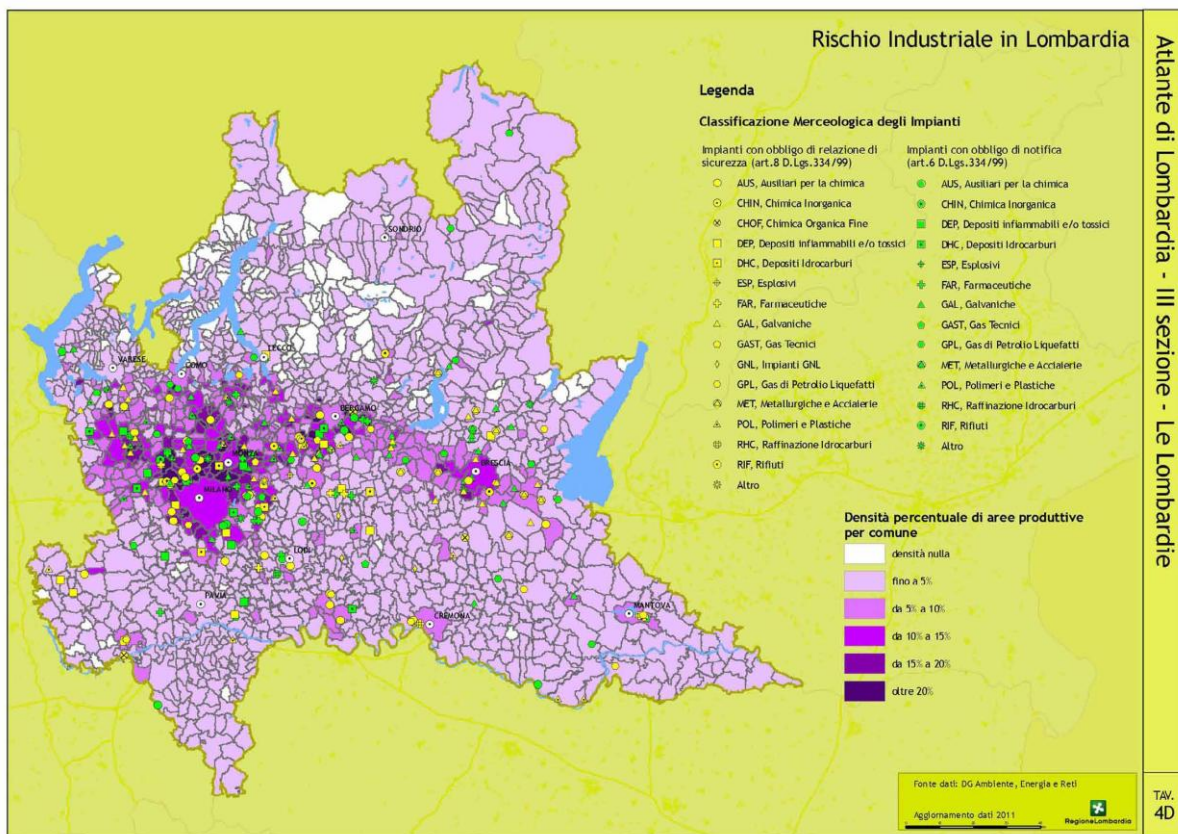 Rischio Industriale in Lombardia
Legenda
Classificazione Merceologica degli Impianti
Impianti con obbligo di relazione di
sicurezza (art.8 D.Lgs.334/99)
AUS, Ausiliari per la chimica
CHIN, Chimica Inorganica
CHOF, Chimica Organica Fine
DEP, Depositi infiammabili e/o tossici
DHC, Depositi Idrocarburi
ESP, Esplosivi
FAR, Farmaceutiche
GAL, Galvaniche
GAST, Gas Tecnici
GNL, Impianti GNL
GPL, Gas di Petrolio Liquefatti
MET, Metallurgiche e Acciaierie
POL, Polimeri e Plastiche
RHC, Raffinazione Idrocarburi
RIF, Rifiuti
Altro
Impianti con obbligo di notifica
(art.6 D.Lgs.334/99)
AUS, Ausiliari per la chimica
CHIN, Chimica Inorganica
DEP, Depositi infiammabili e/o tossici
DHC, Depositi Idrocarburi
ESP, Esplosivi
FAR, Farmaceutiche
GAL, Galvaniche
GAST, Gas Tecnici
GPL, Gas di Petrolio Liquefatti
MET, Metallurgiche e Acciaierie
POL, Polimeri e Plastiche
RHC, Raffinazione Idrocarburi
RIF, Rifiuti
Altro
Densità percentuale di aree produttive
per comune
densità nulla
fino a 5%
da 5% a 10%
da 10% a 15%
da 15% a 20%
oltre 20%
SONDRIO
LECCO
VARESE
COMO
BERGAMO
MONZA
BRESCIA
MILANO
LODI
PAVIA
CREMONA
MANTOVA
Fonte dati: DG Ambiente, Energia e Reti
Aggiornamento dati 2011
RegioneLombardia
Atlante di Lombardia - III sezione - Le Lombardie
TAV.
4D